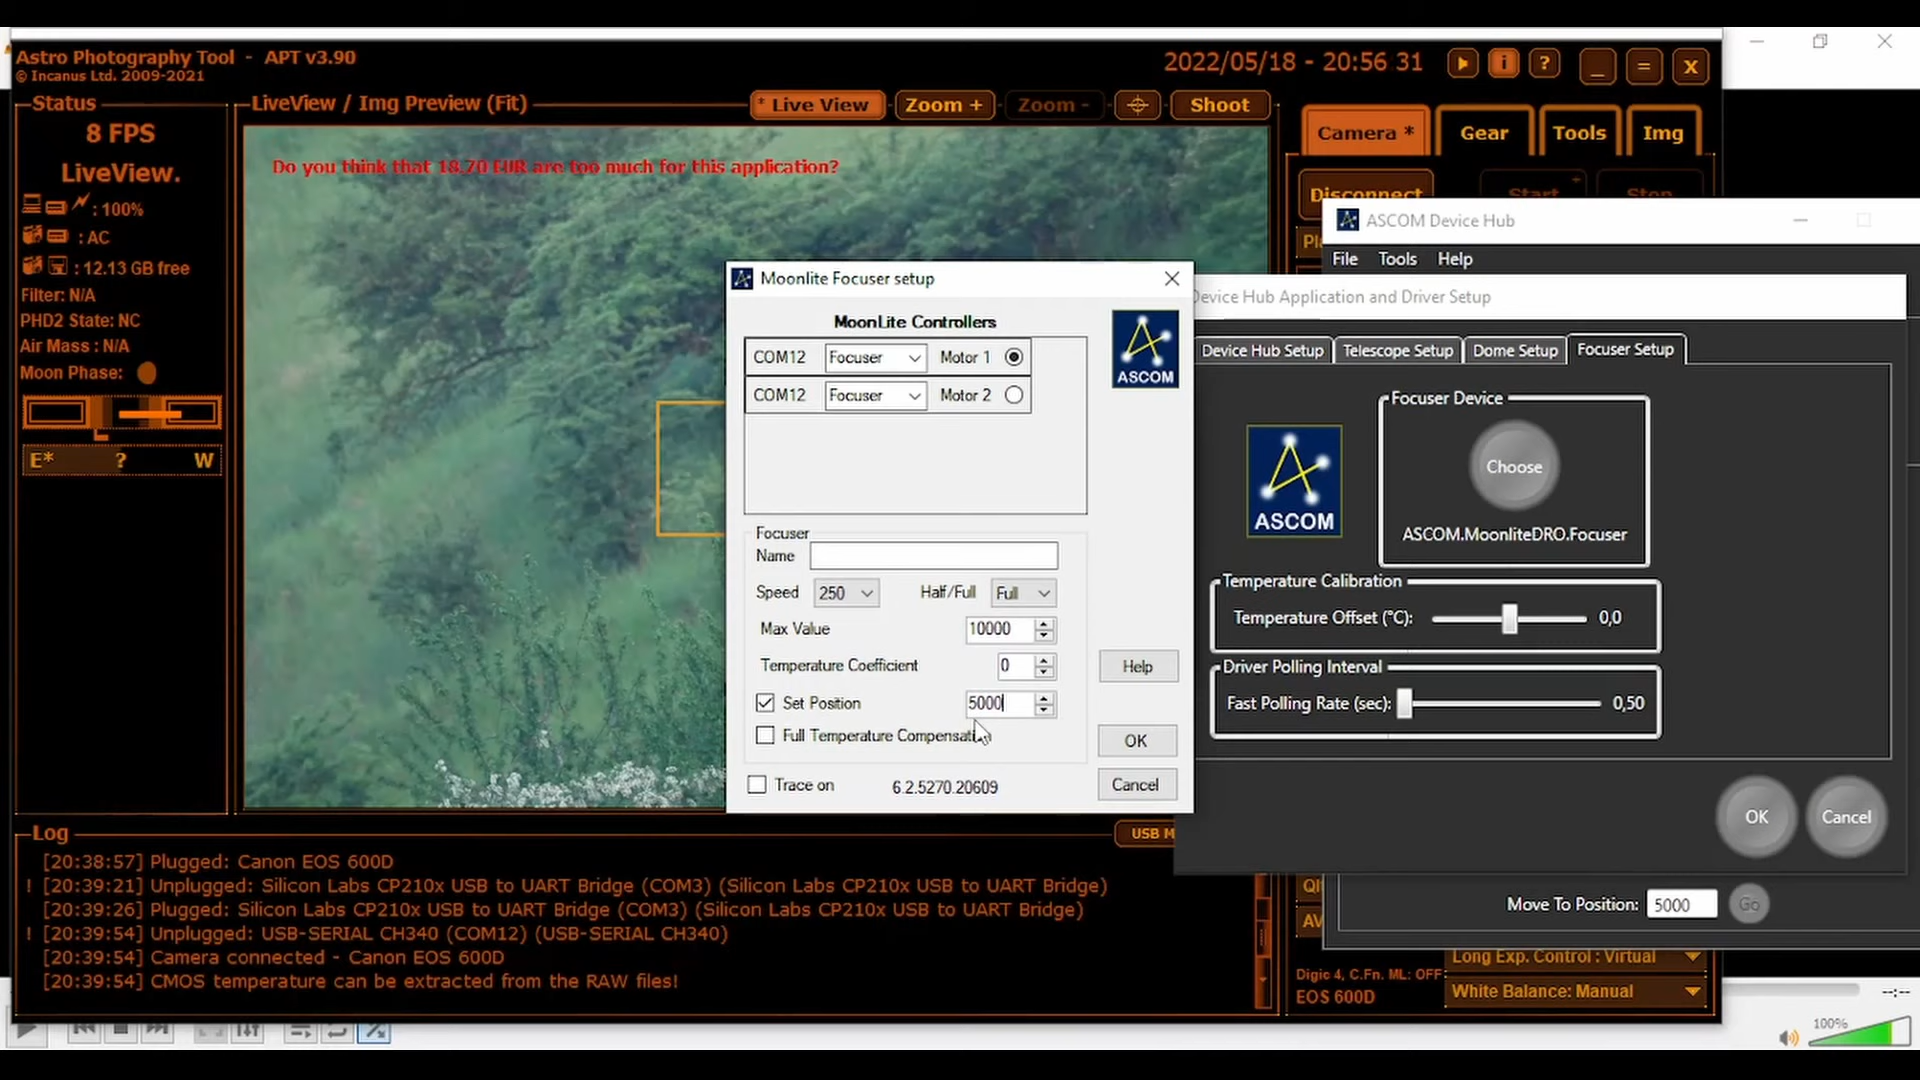 Astro Photography Tool - APT v3.90
© Incanus Ltd. 2009-2021
2022/05/18 - 20:56 31
i
?
_
=
X
Status
8 FPS
LiveView.
: 100%
: AC
: 12.13 GB free
Filter: N/A
PHD2 State: NC
Air Mass : N/A
Moon Phase:
E* ? W
LiveView / Img Preview (Fit)
* Live View
Zoom +
Zoom -
Shoot
Do you think that 18,70 EUR are too much for this application?
Camera *
Gear
Tools
Img
Disconnect
Start
Stop
ASCOM Device Hub
File Tools Help
Device Hub Application and Driver Setup
Device Hub Setup
Telescope Setup
Dome Setup
Focuser Setup
ASCOM
Focuser Device
Choose
ASCOM.MoonliteDRO.Focuser
Temperature Calibration
Temperature Offset (°C): 0,0
Driver Polling Interval
Fast Polling Rate (sec): 0,50
OK
Cancel
Move To Position: 5000 Go
Moonlite Focuser setup
MoonLite Controllers
ASCOM
COM12 Focuser Motor 1
COM12 Focuser Motor 2
Focuser
Name
Speed 250 Half/Full Full
Max Value 10000
Temperature Coefficient 0
Set Position 5000
Full Temperature Compensati
Trace on 6.2.5270.20609
Help
OK
Cancel
Log
USB M
[20:38:57] Plugged: Canon EOS 600D
! [20:39:21] Unplugged: Silicon Labs CP210x USB to UART Bridge (COM3) (Silicon Labs CP210x USB to UART Bridge)
[20:39:26] Plugged: Silicon Labs CP210x USB to UART Bridge (COM3) (Silicon Labs CP210x USB to UART Bridge)
! [20:39:54] Unplugged: USB-SERIAL CH340 (COM12) (USB-SERIAL CH340)
[20:39:54] Camera connected - Canon EOS 600D
[20:39:54] CMOS temperature can be extracted from the RAW files!
Digic 4, C.Fn. ML: OFF
EOS 600D
Long Exp. Control : Virtual
White Balance: Manual
--:--
100%